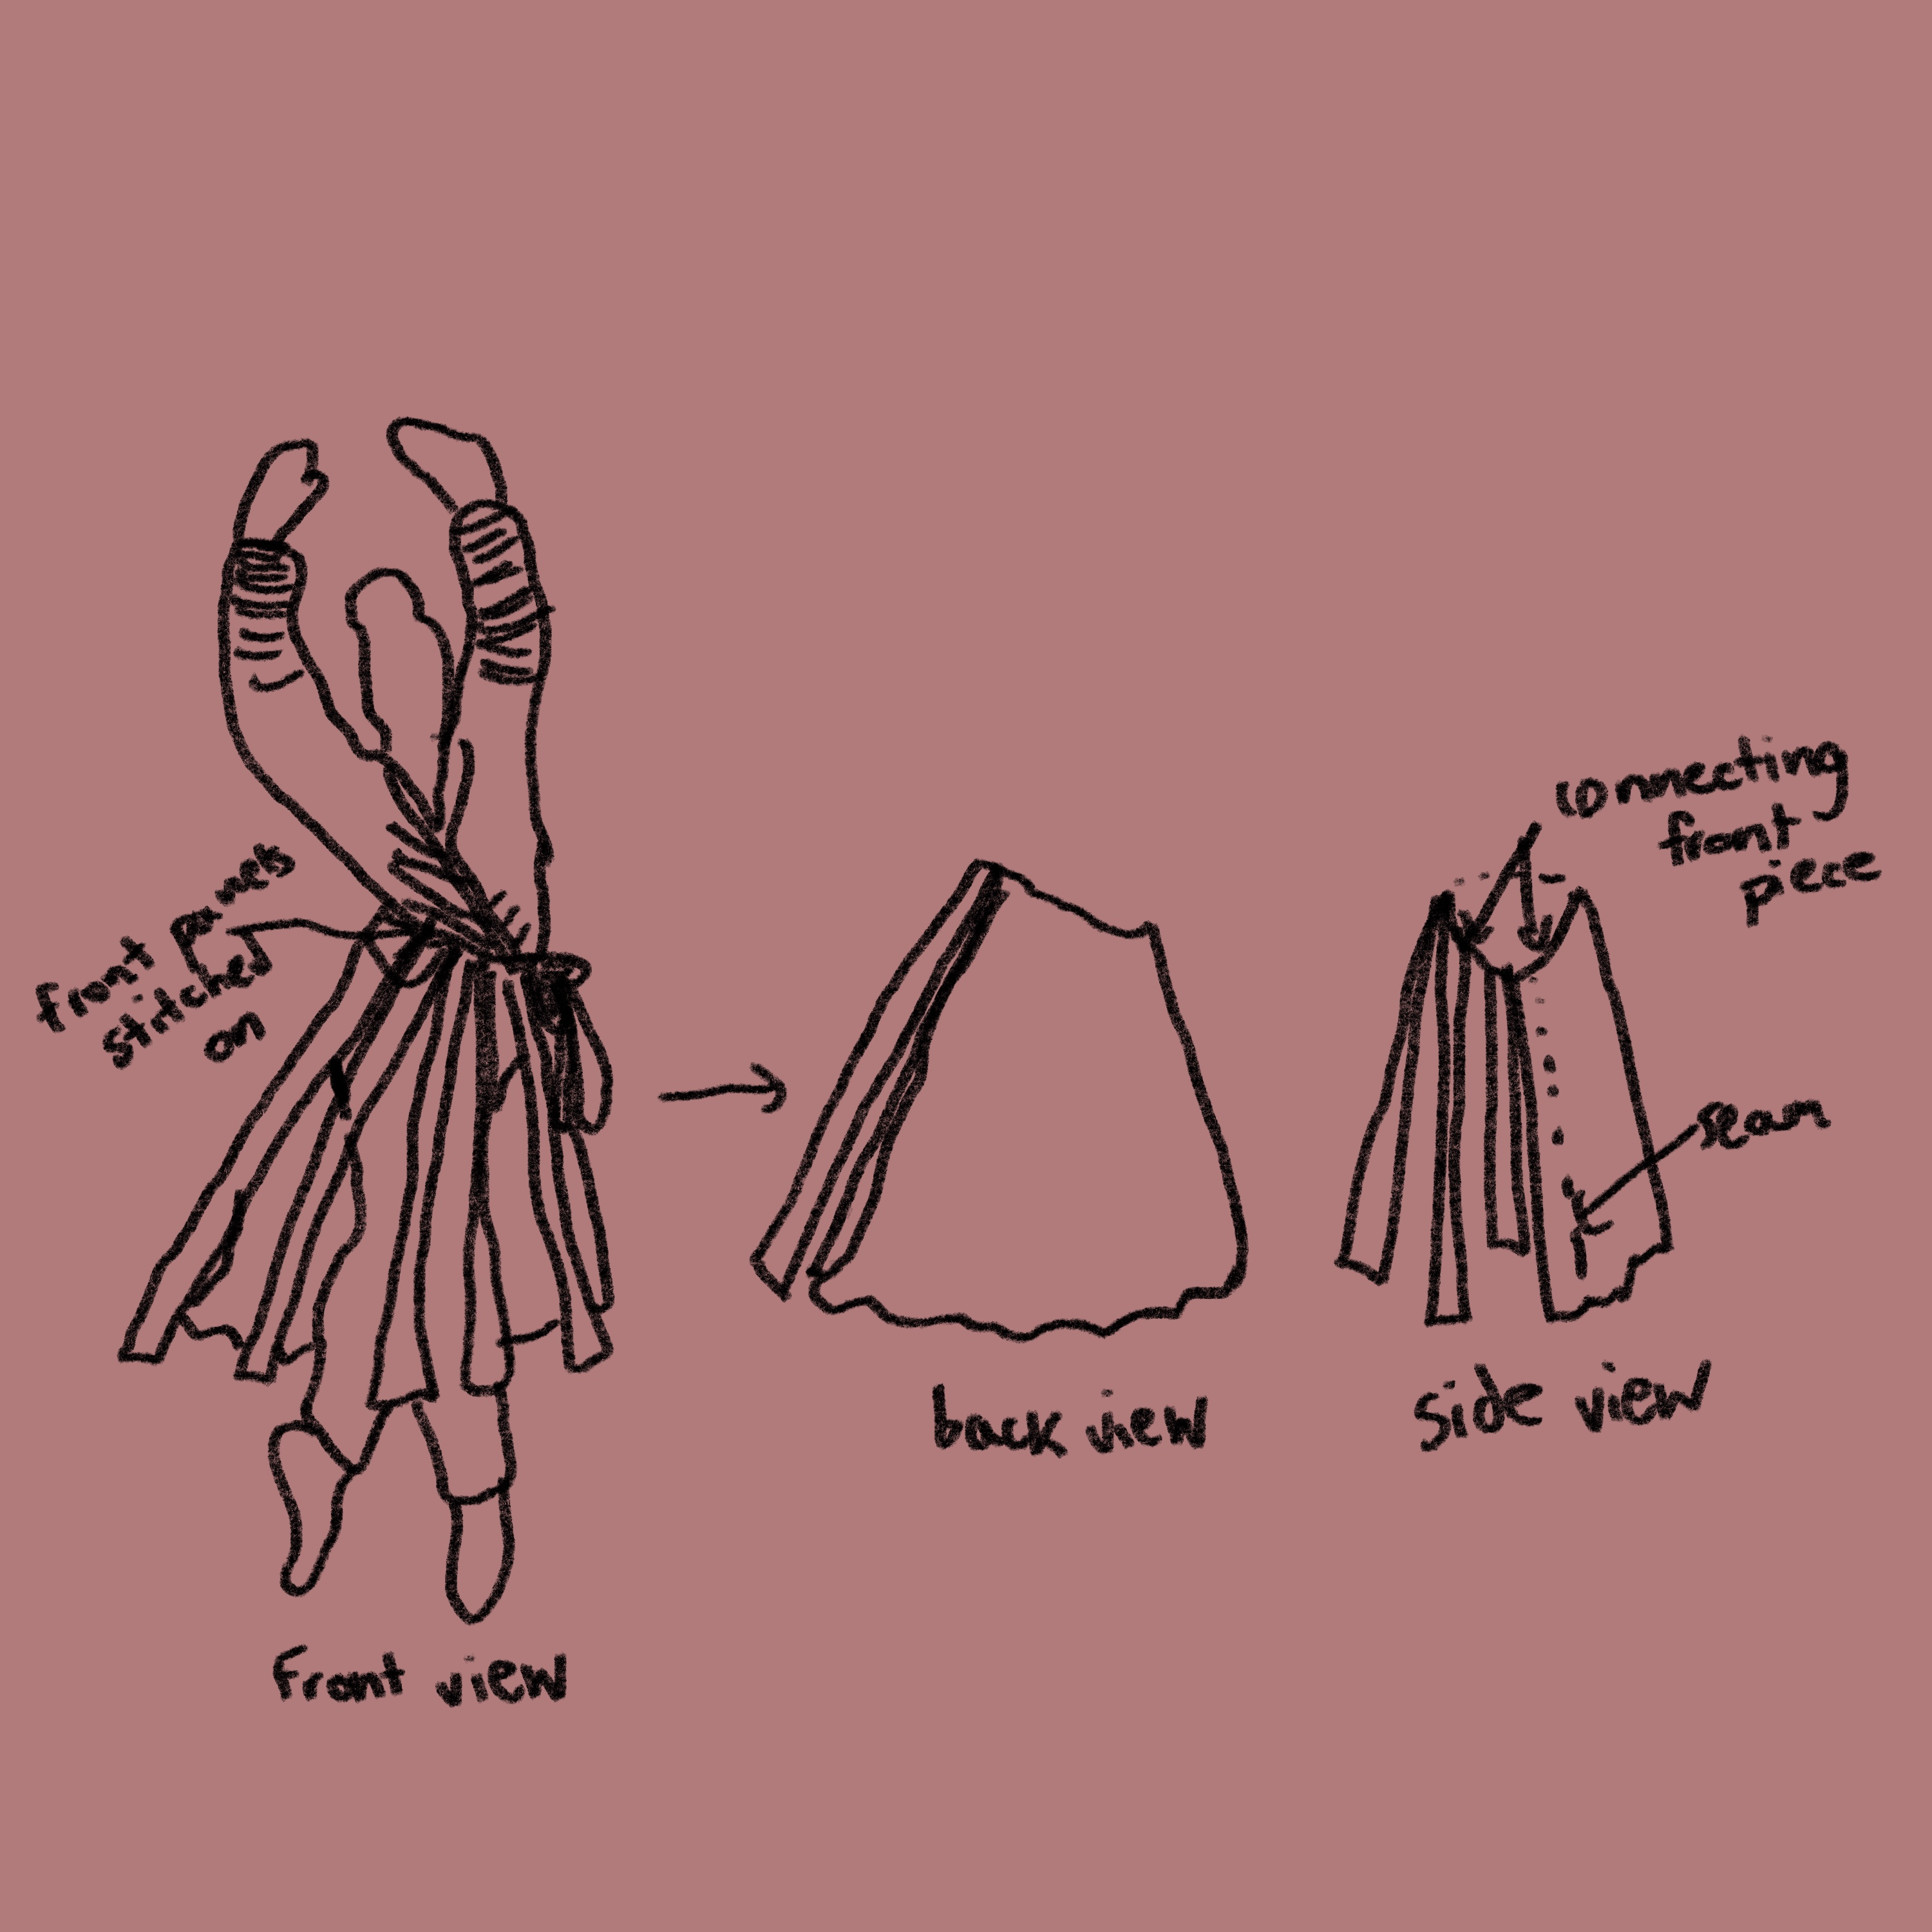 front panels
stitched
on
front view
back view
connecting
front
piece
seam
side view